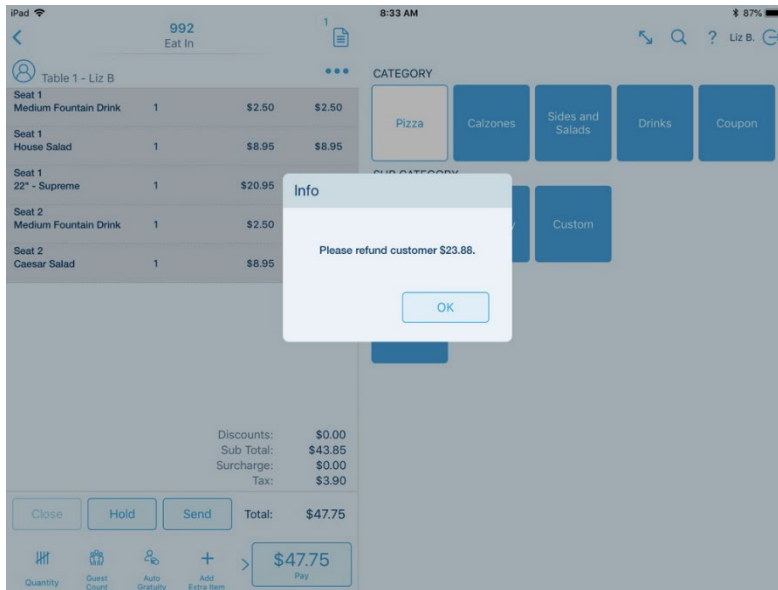 iPad 8:33 AM 87%
992
Eat In
1
? Liz B.
Table 1 - Liz B
CATEGORY
Seat 1
Medium Fountain Drink 1 $2.50 $2.50
Seat 1
House Salad 1 $8.95 $8.95
Seat 1
22" - Supreme 1 $20.95
Seat 2
Medium Fountain Drink 1 $2.50
Seat 2
Caesar Salad 1 $8.95
Pizza
Calzones
Sides and
Salads
Drinks
Coupon
SUB CATEGORY
Custom
Info
Please refund customer $23.88.
OK
Discounts: $0.00
Sub Total: $43.85
Surcharge: $0.00
Tax: $3.90
Close Hold Send Total: $47.75
Quantity
Guest
Count
Auto
Gratuity
Add
Extra Item
$47.75
Pay